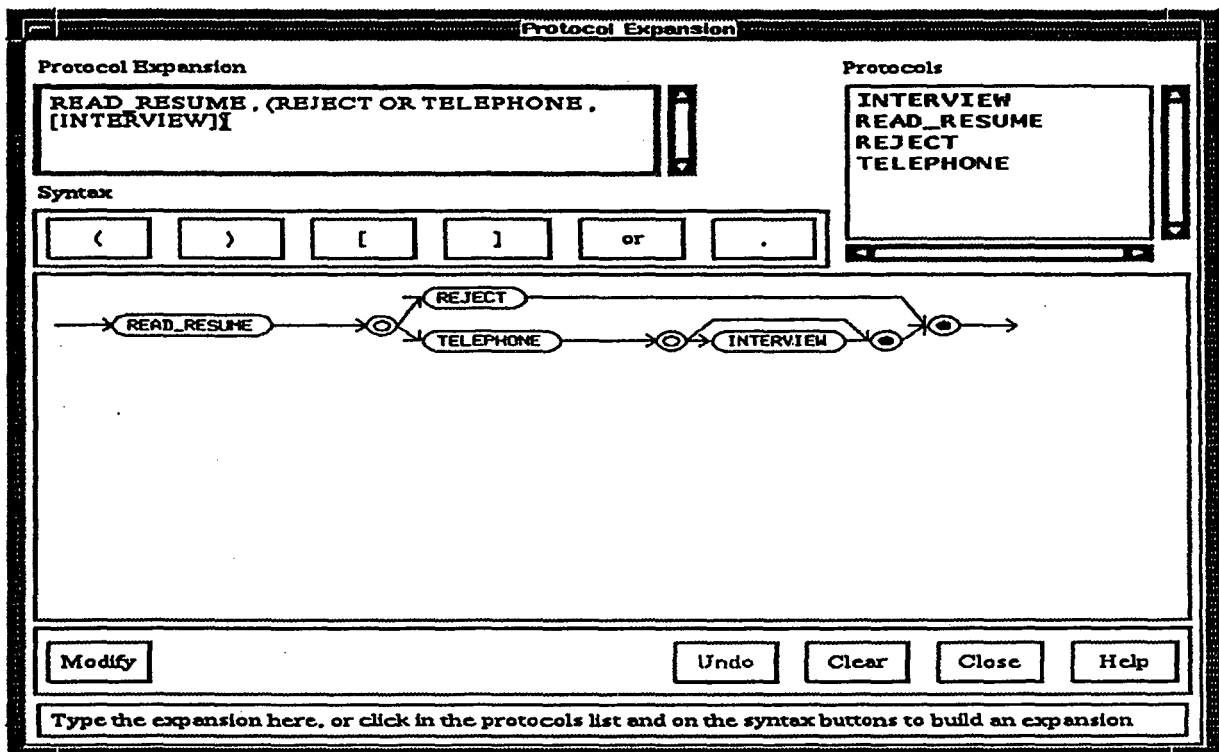 Protocol Expansion
Protocol Expansion
Protocols
READ_RESUME . (REJECT OR TELEPHONE .
[INTERVIEW])
INTERVIEW
READ_RESUME
REJECT
TELEPHONE
Syntax
( ) [ ] or .
REJECT
READ_RESUME
TELEPHONE INTERVIEW
Modify Undo Clear Close Help
Type the expansion here, or click in the protocols list and on the syntax buttons to build an expansion